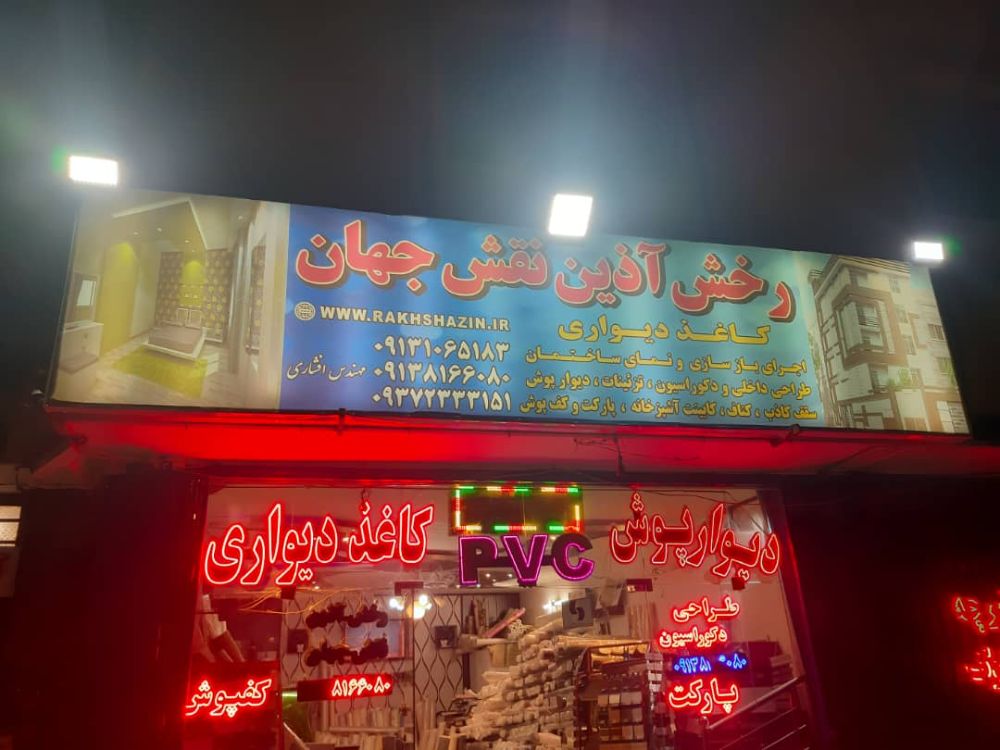 رخش آذین نقش جهان
کاغذ دیواری
اجرای باز سازی و نمای ساختمان
طراحی داخلی و دکوراسیون ، تزئینات ، دیوار پوش
سقف کاذب ، کناف ، کابینت آشپزخانه ، پارکت و کف پوش
WWW.RAKHSHAZIN.IR
۰۹۱۳۱۰۶۵۱۸۳
۰۹۱۳۸۱۶۶۰۸۰
مهندس افشاری
۰۹۳۷۲۳۳۳۱۵۱
دیوارپوش
PVC
کاغذ دیواری
طراحی
دکوراسیون
پارکت
۸۱۶۶۰۸۰
کفپوش